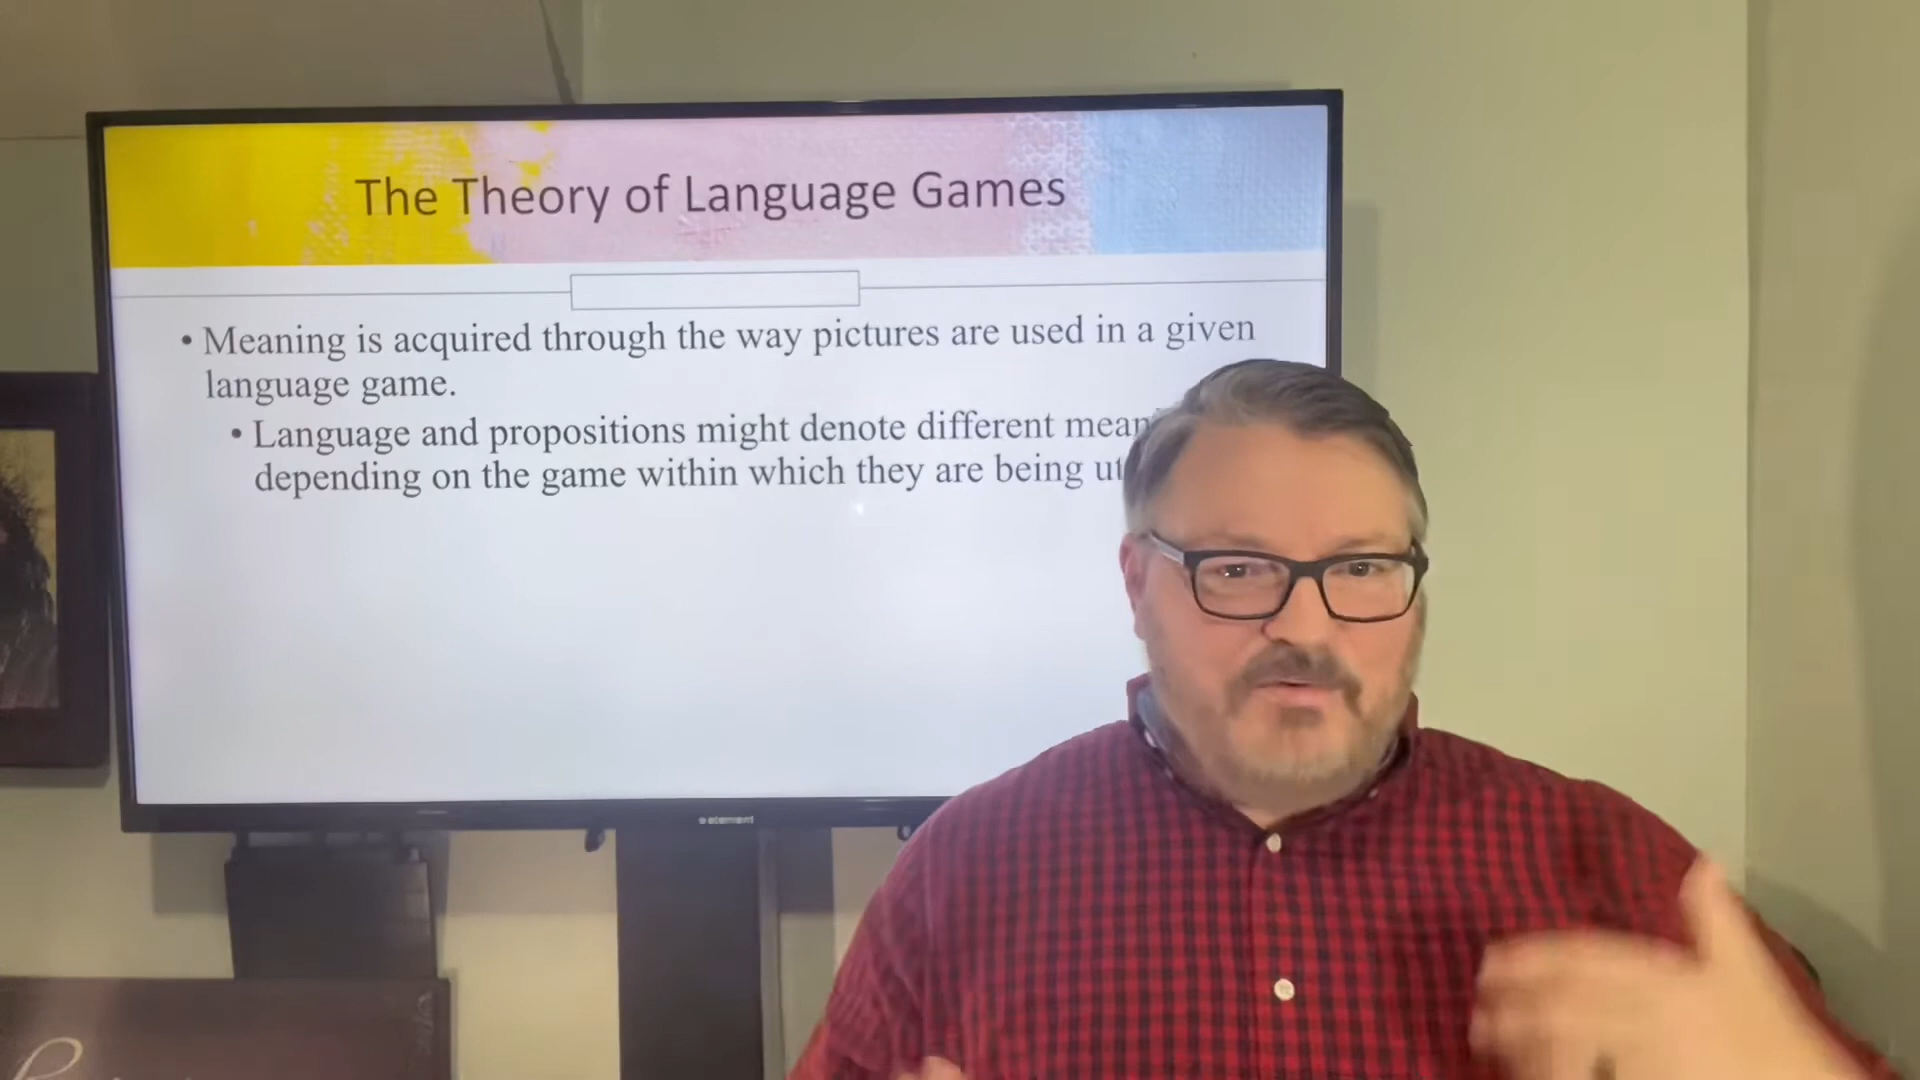 The Theory of Language Games
• Meaning is acquired through the way pictures are used in a given
language game.
• Language and propositions might denote different
depending on the game within which they are being
element